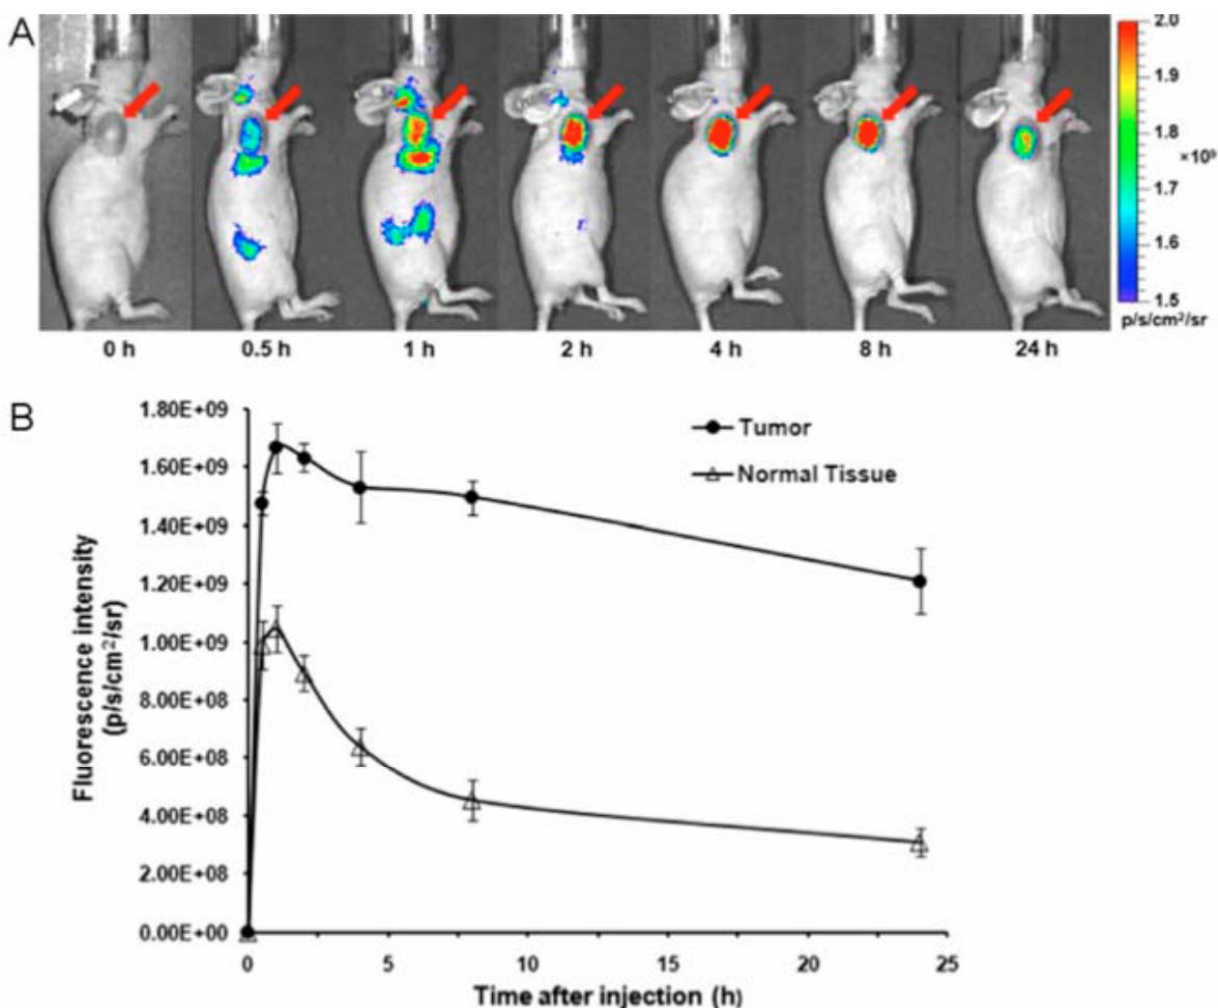 A
2.0
1.9
1.8
×10⁹
1.7
1.6
1.5
p/s/cm²/sr
0 h 0.5 h 1 h 2 h 4 h 8 h 24 h
B
1.80E+09
1.60E+09
1.40E+09
1.20E+09
1.00E+09
8.00E+08
6.00E+08
4.00E+08
2.00E+08
0.00E+00
Fluorescence intensity
(p/s/cm²/sr)
Tumor
Normal Tissue
0 5 10 15 20 25
Time after injection (h)